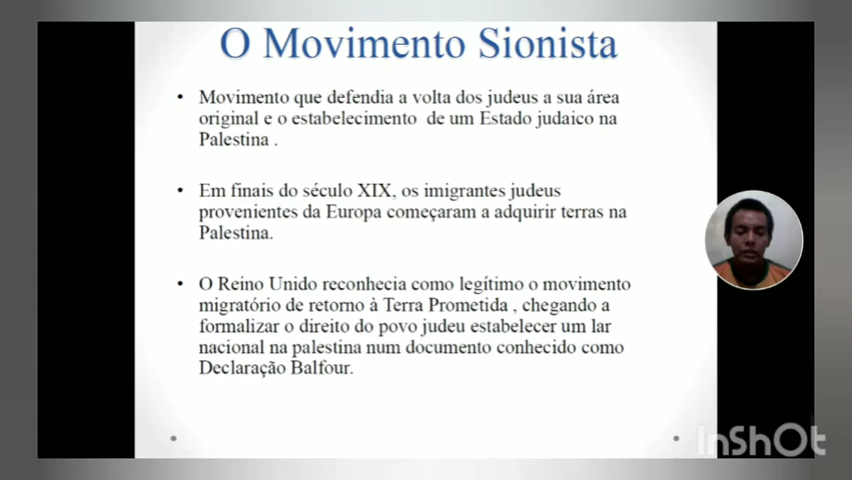 O Movimento Sionista
• Movimento que defendia a volta dos judeus a sua área
original e o estabelecimento de um Estado judaico na
Palestina .
• Em finais do século XIX, os imigrantes judeus
provenientes da Europa começaram a adquirir terras na
Palestina.
• O Reino Unido reconhecia como legítimo o movimento
migratório de retorno à Terra Prometida , chegando a
formalizar o direito do povo judeu estabelecer um lar
nacional na palestina num documento conhecido como
Declaração Balfour.
InShOt